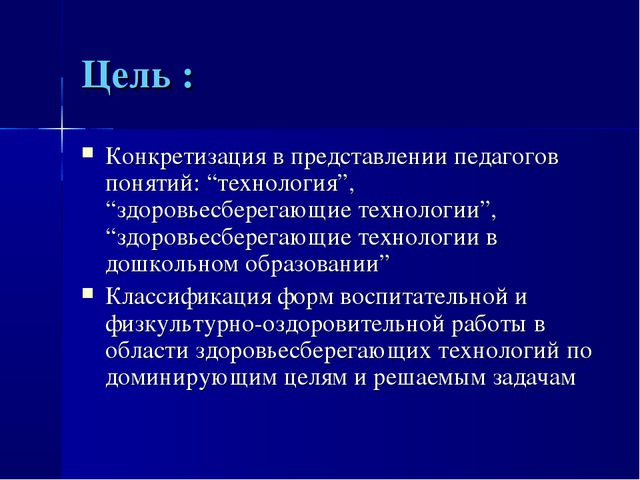 Цель :
Конкретизация в представлении педагогов
понятий: “технология”,
“здоровьесберегающие технологии”,
“здоровьесберегающие технологии в
дошкольном образовании”
Классификация форм воспитательной и
физкультурно-оздоровительной работы в
области здоровьесберегающих технологий по
доминирующим целям и решаемым задачам